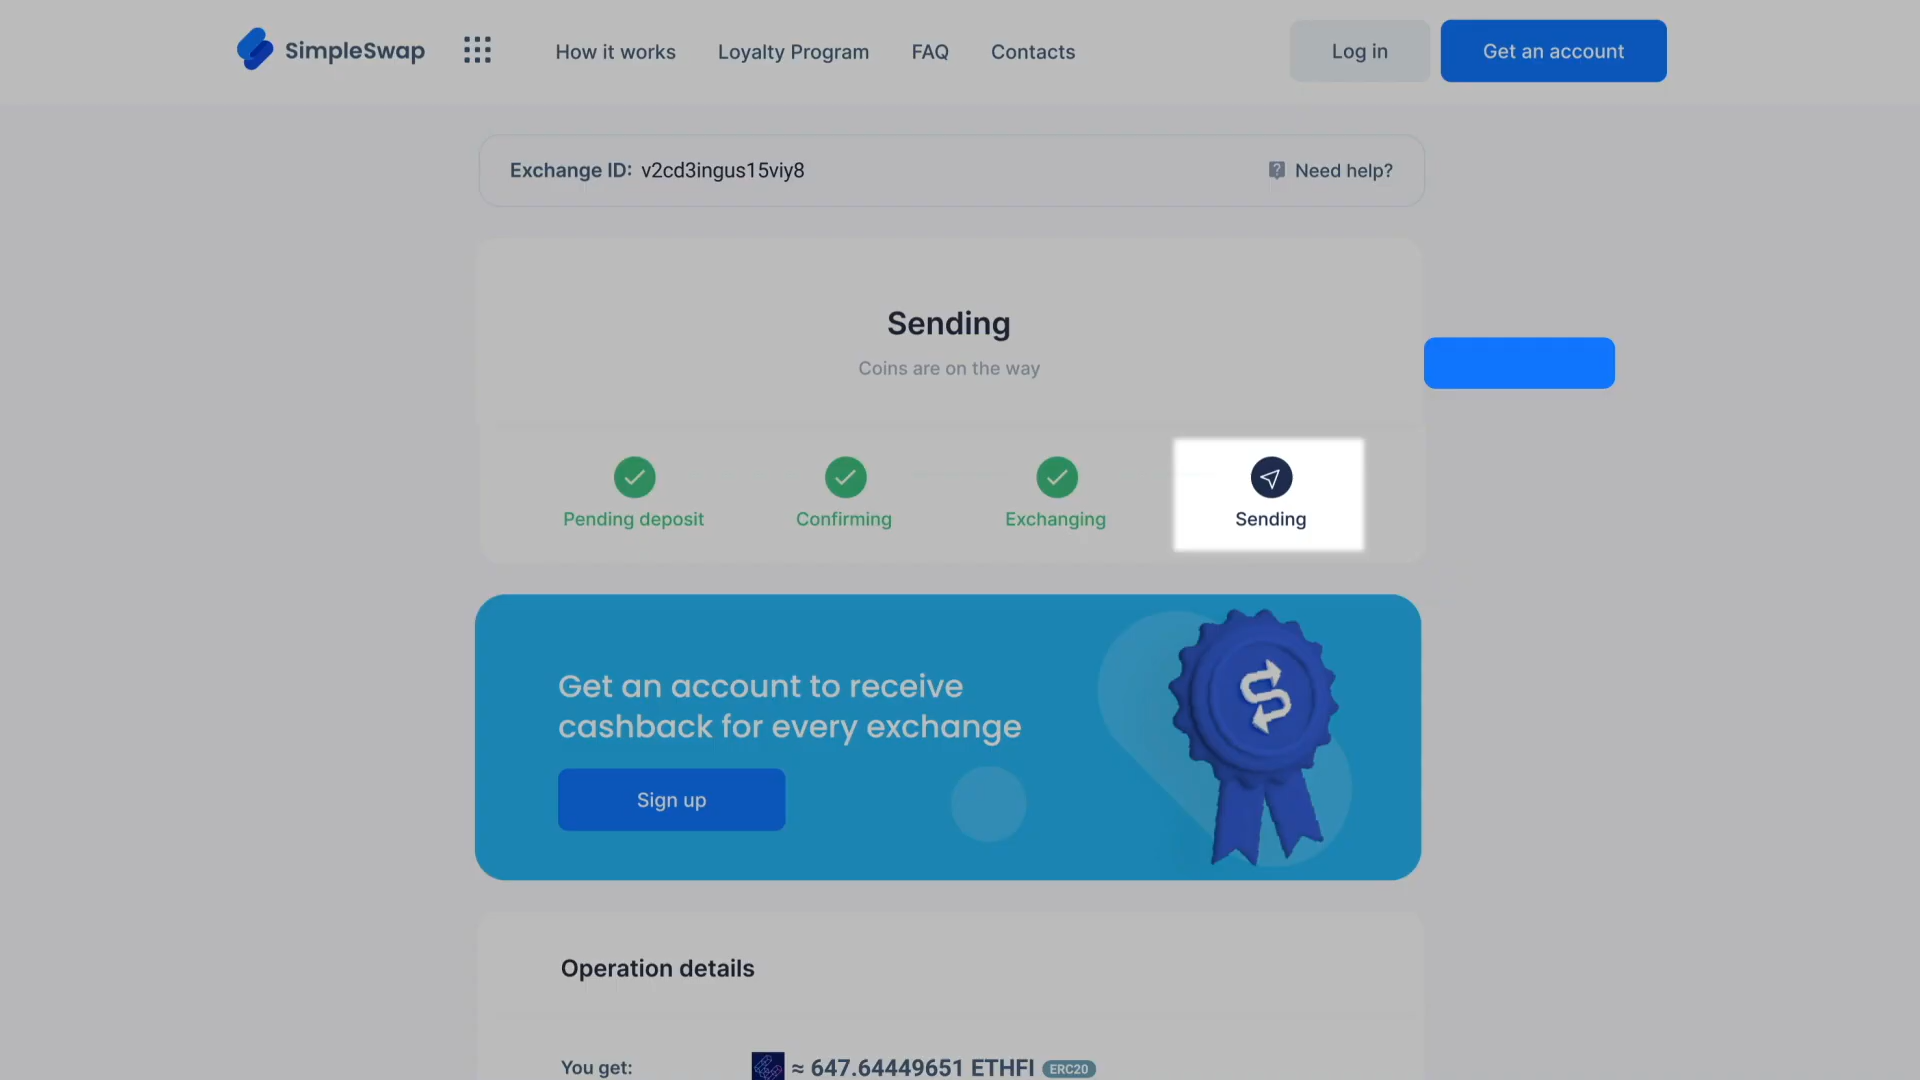 SimpleSwap
How it works
Loyalty Program
FAQ
Contacts
Log in
Get an account
Exchange ID: v2cd3ingus15viy8
Need help?
Sending
Coins are on the way
Pending deposit
Confirming
Exchanging
Sending
Get an account to receive
cashback for every exchange
Sign up
Operation details
You get: ≈ 647.64449651 ETHFI ERC20